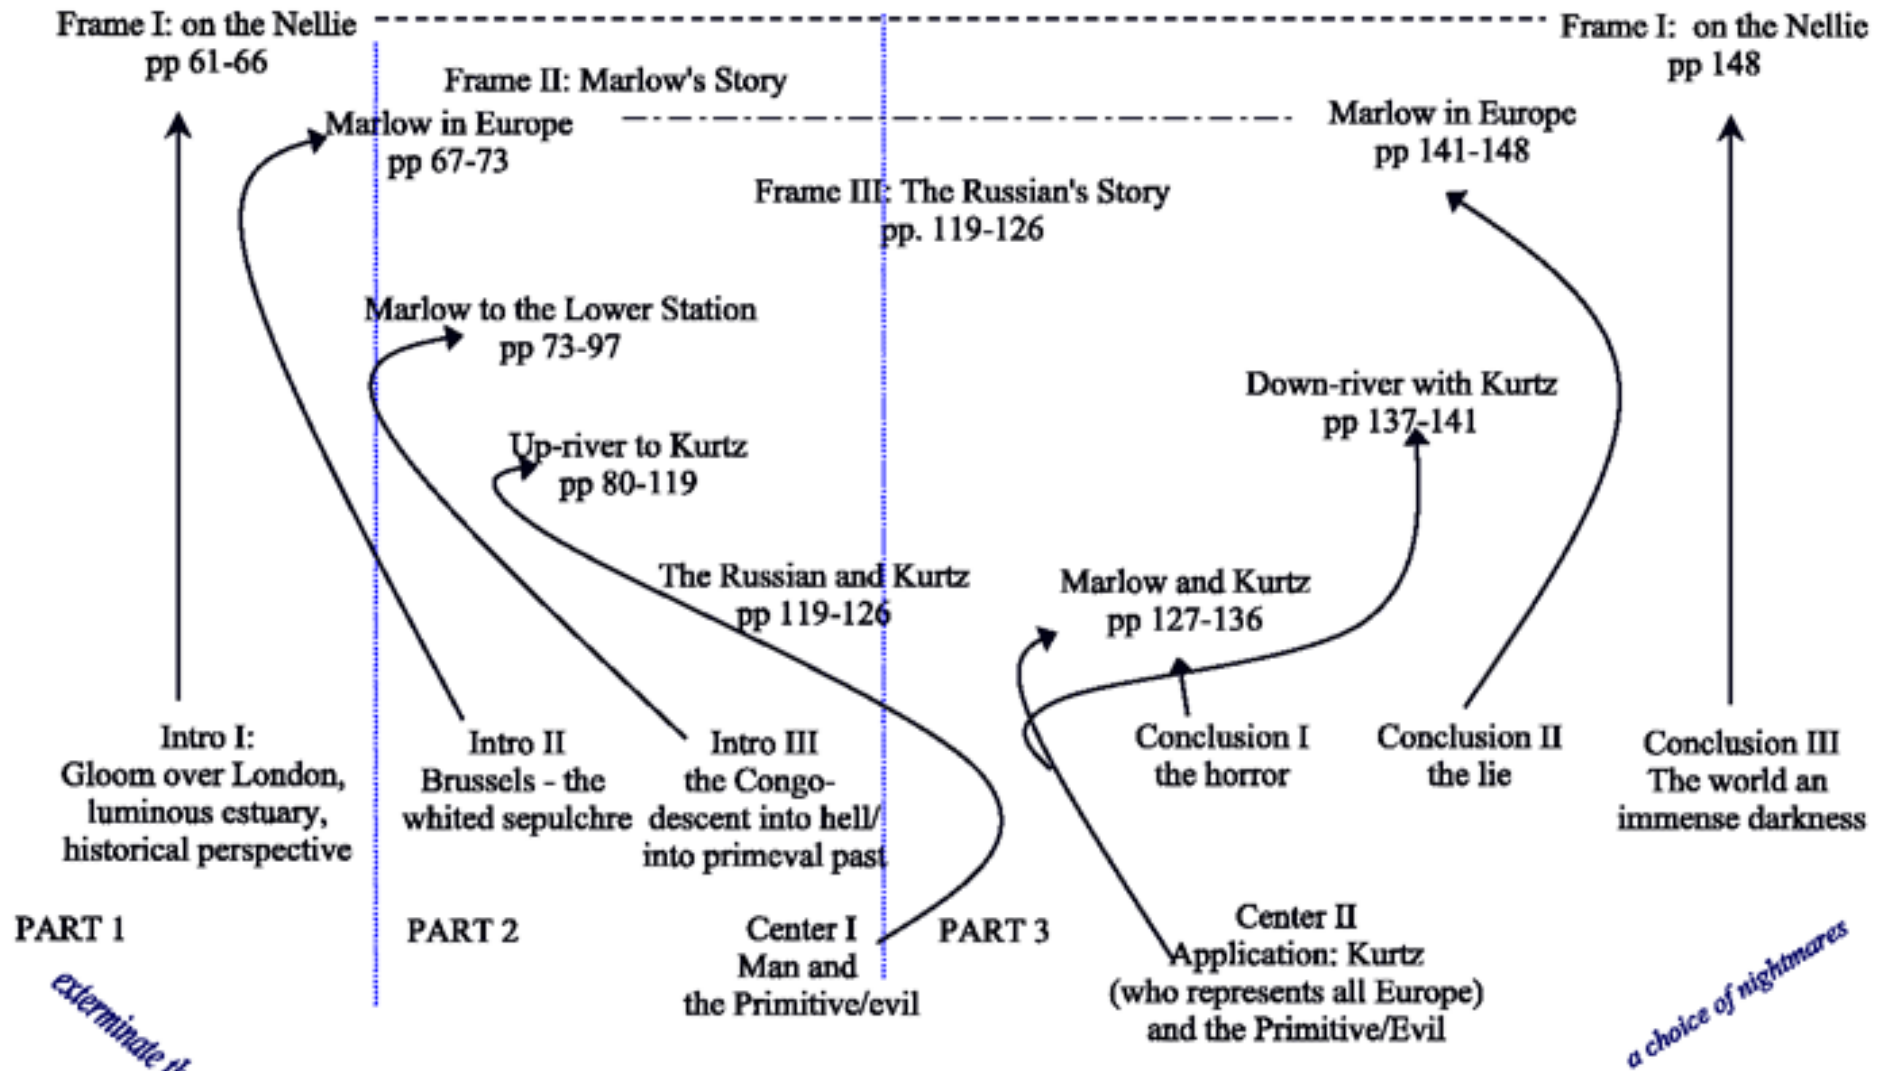 Frame I: on the Nellie
pp 61-66
Frame I: on the Nellie
pp 148
Frame II: Marlow's Story
Marlow in Europe
pp 67-73
Marlow in Europe
pp 141-148
Frame III: The Russian's Story
pp. 119-126
Marlow to the Lower Station
pp 73-97
Down-river with Kurtz
pp 137-141
Up-river to Kurtz
pp 80-119
The Russian and Kurtz
pp 119-126
Marlow and Kurtz
pp 127-136
Intro I:
Gloom over London,
luminous estuary,
historical perspective
Intro II
Brussels - the
whited sepulchre
Intro III
the Congo-
descent into hell/
into primeval past
Conclusion I
the horror
Conclusion II
the lie
Conclusion III
The world an
immense darkness
PART 1
PART 2
Center I
Man and
the Primitive/evil
PART 3
Center II
Application: Kurtz
(who represents all Europe)
and the Primitive/Evil
exterminate
a choice of nightmares